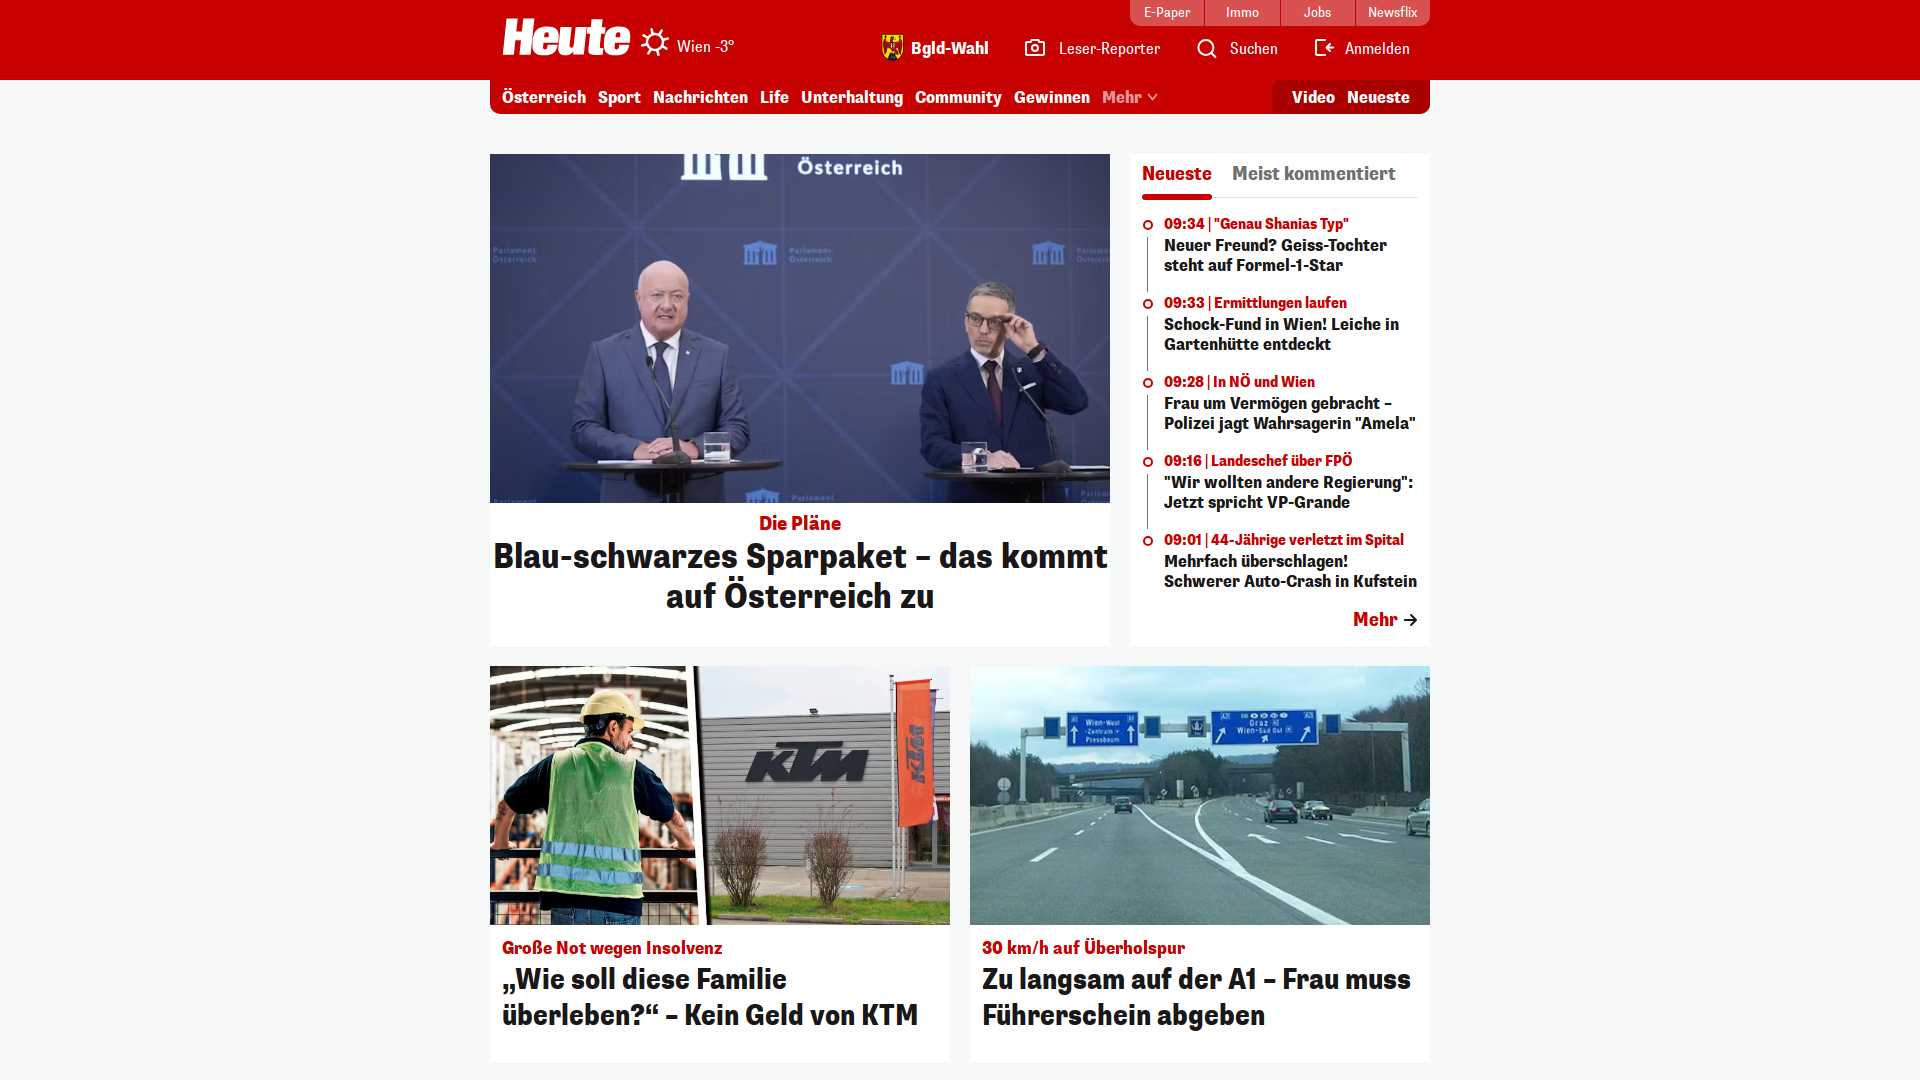 E-Paper
Immo
Jobs
Newsflix
Heute
Wien -3°
Bgld-Wahl
Leser-Reporter
Suchen
Anmelden
Österreich
Sport
Nachrichten
Life
Unterhaltung
Community
Gewinnen
Mehr
Video
Neueste
Österreich
Parlament
Österreich
Parlament
Österreich
Parlament
Österreich
Parlament
Die Pläne
Blau-schwarzes Sparpaket – das kommt
auf Österreich zu
Neueste
Meist kommentiert
09:34 | "Genau Shanias Typ"
Neuer Freund? Geiss-Tochter
steht auf Formel-1-Star
09:33 | Ermittlungen laufen
Schock-Fund in Wien! Leiche in
Gartenhütte entdeckt
09:28 | In NÖ und Wien
Frau um Vermögen gebracht –
Polizei jagt Wahrsagerin "Amela"
09:16 | Landeschef über FPÖ
"Wir wollten andere Regierung":
Jetzt spricht VP-Grande
09:01 | 44-Jährige verletzt im Spital
Mehrfach überschlagen!
Schwerer Auto-Crash in Kufstein
Mehr
KTM
KTM
Große Not wegen Insolvenz
„Wie soll diese Familie
überleben?“ – Kein Geld von KTM
Wien-West
-Zentrum
Pressbaum
Graz
Wien-Süd Ost
30 km/h auf Überholspur
Zu langsam auf der A1 – Frau muss
Führerschein abgeben